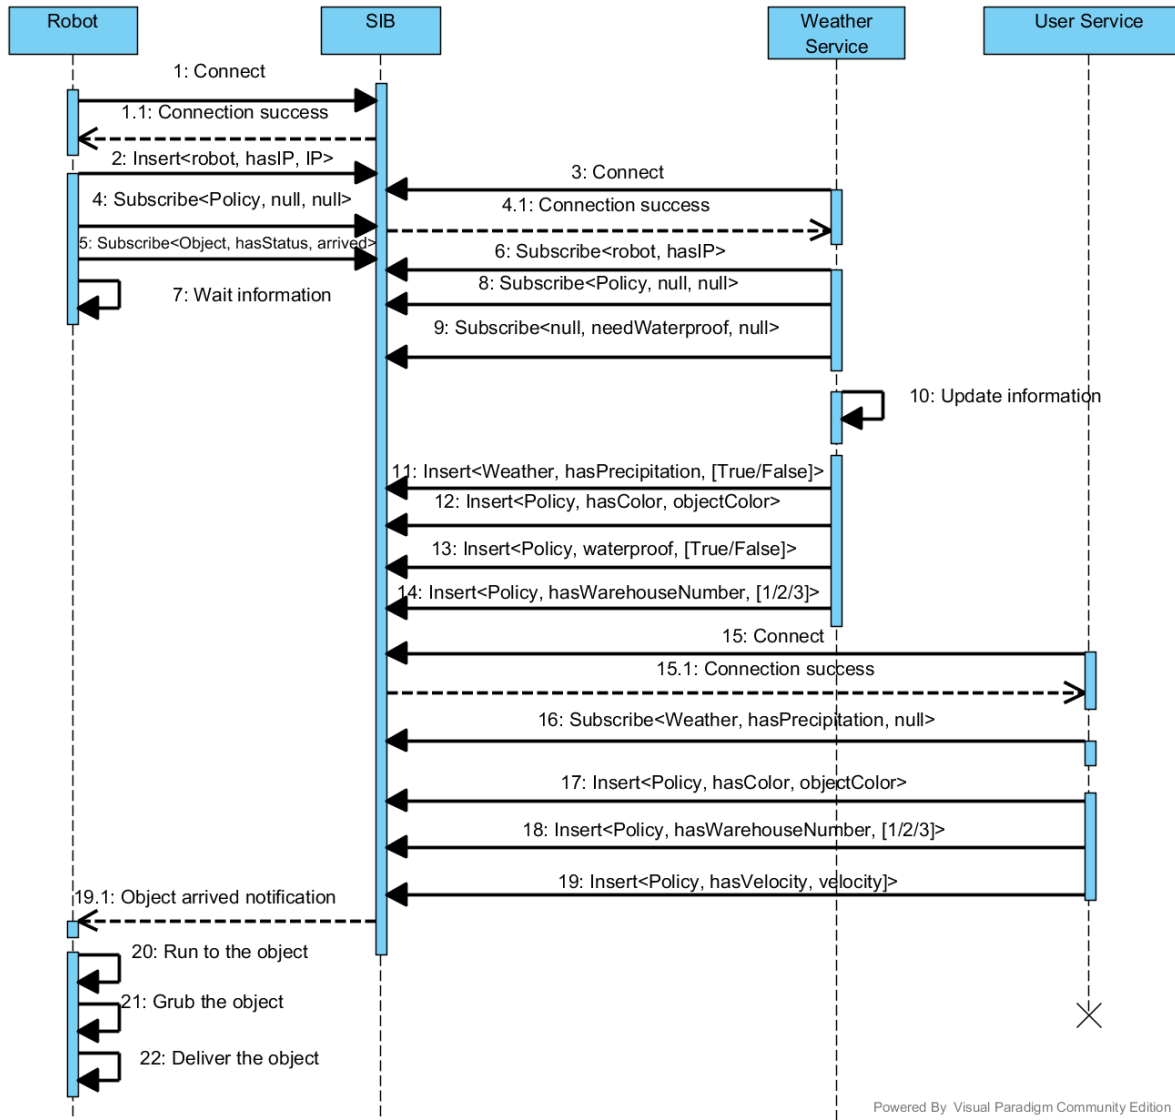 Robot
SIB
Weather
Service
User Service
1: Connect
1.1: Connection success
2: Insert<robot, hasIP, IP>
3: Connect
4: Subscribe<Policy, null, null>
4.1: Connection success
5: Subscribe<Object, hasStatus, arrived>
6: Subscribe<robot, hasIP>
7: Wait information
8: Subscribe<Policy, null, null>
9: Subscribe<null, needWaterproof, null>
10: Update information
11: Insert<Weather, hasPrecipitation, [True/False]>
12: Insert<Policy, hasColor, objectColor>
13: Insert<Policy, waterproof, [True/False]>
14: Insert<Policy, hasWarehouseNumber, [1/2/3]>
15: Connect
15.1: Connection success
16: Subscribe<Weather, hasPrecipitation, null>
17: Insert<Policy, hasColor, objectColor>
18: Insert<Policy, hasWarehouseNumber, [1/2/3]>
19: Insert<Policy, hasVelocity, velocity]>
19.1: Object arrived notification
20: Run to the object
21: Grub the object
22: Deliver the object
Powered By Visual Paradigm Community Edition